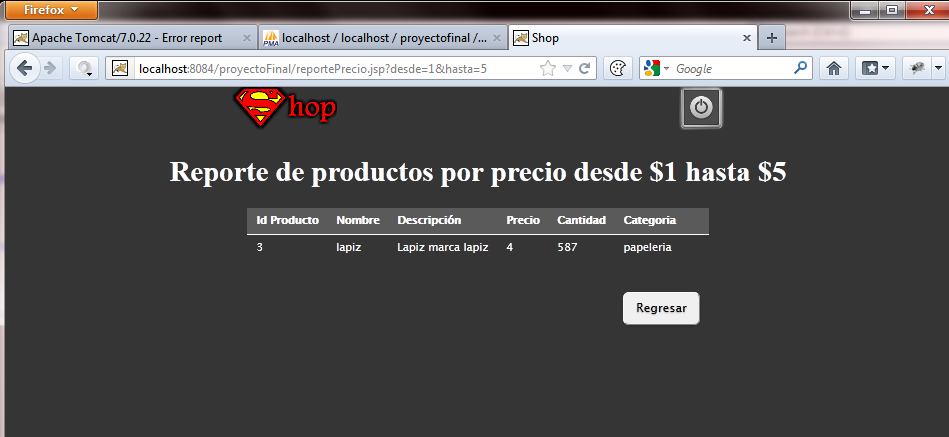 Firefox
Apache Tomcat/7.0.22 - Error report
localhost / localhost / proyectofinal /...
Shop
localhost:8084/proyectoFinal/reportePrecio.jsp?desde=1&hasta=5
Google
Shop
Reporte de productos por precio desde $1 hasta $5
Id Producto Nombre Descripción Precio Cantidad Categoria
3 lapiz Lapiz marca lapiz 4 587 papeleria
Regresar